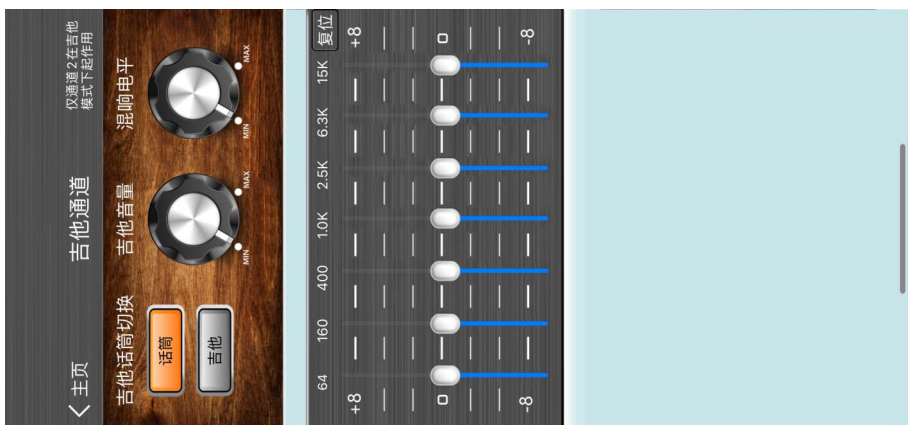 主页
吉他通道
仅通道2在吉他
模式下起作用
吉他话筒切换
吉他音量
混响电平
话筒
吉他
MIN
MAX
MIN
MAX
64
160
400
1.0K
2.5K
6.3K
15K
复位
+8
+8
0
0
-8
-8